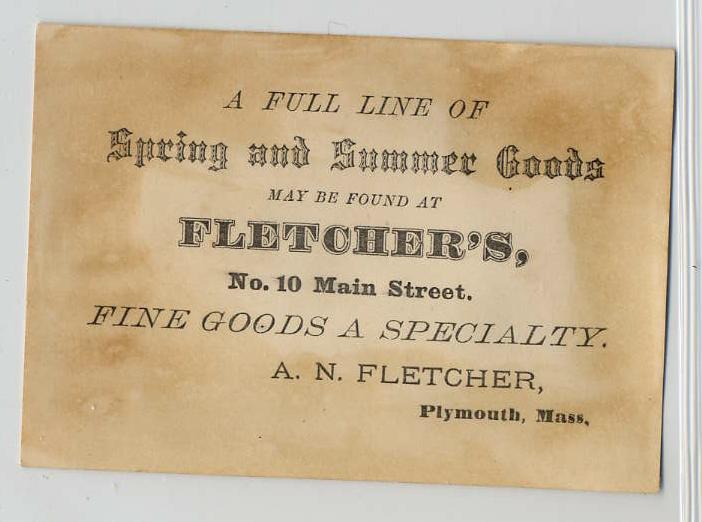 A FULL LINE OF
Spring and Summer Goods
MAY BE FOUND AT
FLETCHER'S,
No. 10 Main Street.
FINE GOODS A SPECIALTY.
A. N. FLETCHER,
Plymouth, Mass.